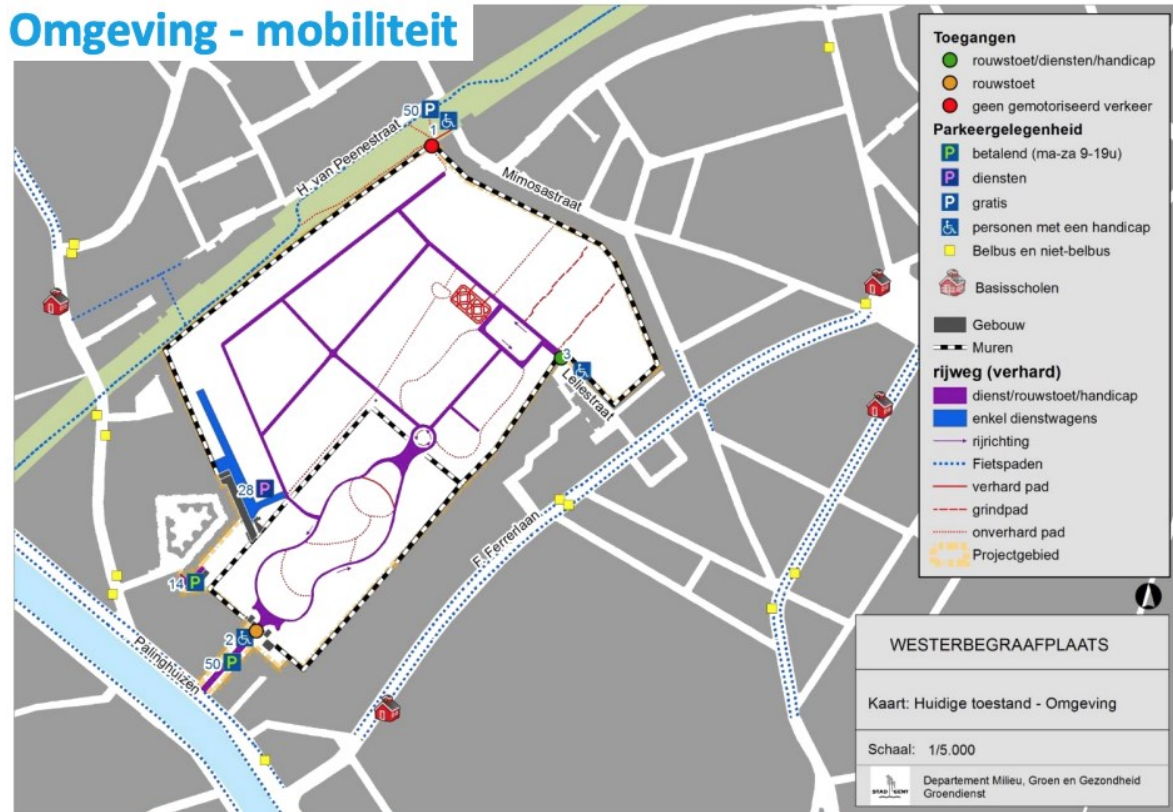 Omgeving - mobiliteit
50 P
1
H. van Peenestraat
Mimosastraat
3
Leliestraat
28 P
F. Ferrerlaan
14 P
2
50 P
Palinghuizen
Toegangen
rouwstoet/diensten/handicap
rouwstoet
geen gemotoriseerd verkeer
Parkeergelegenheid
P betalend (ma-za 9-19u)
P diensten
P gratis
personen met een handicap
Belbus en niet-belbus
Basisscholen
Gebouw
Muren
rijweg (verhard)
dienst/rouwstoet/handicap
enkel dienstwagens
rijrichting
Fietspaden
verhard pad
grindpad
onverhard pad
Projectgebied
WESTERBEGRAAFPLAATS
Kaart: Huidige toestand - Omgeving
Schaal: 1/5.000
STAD GENT
Departement Milieu, Groen en Gezondheid
Groendienst